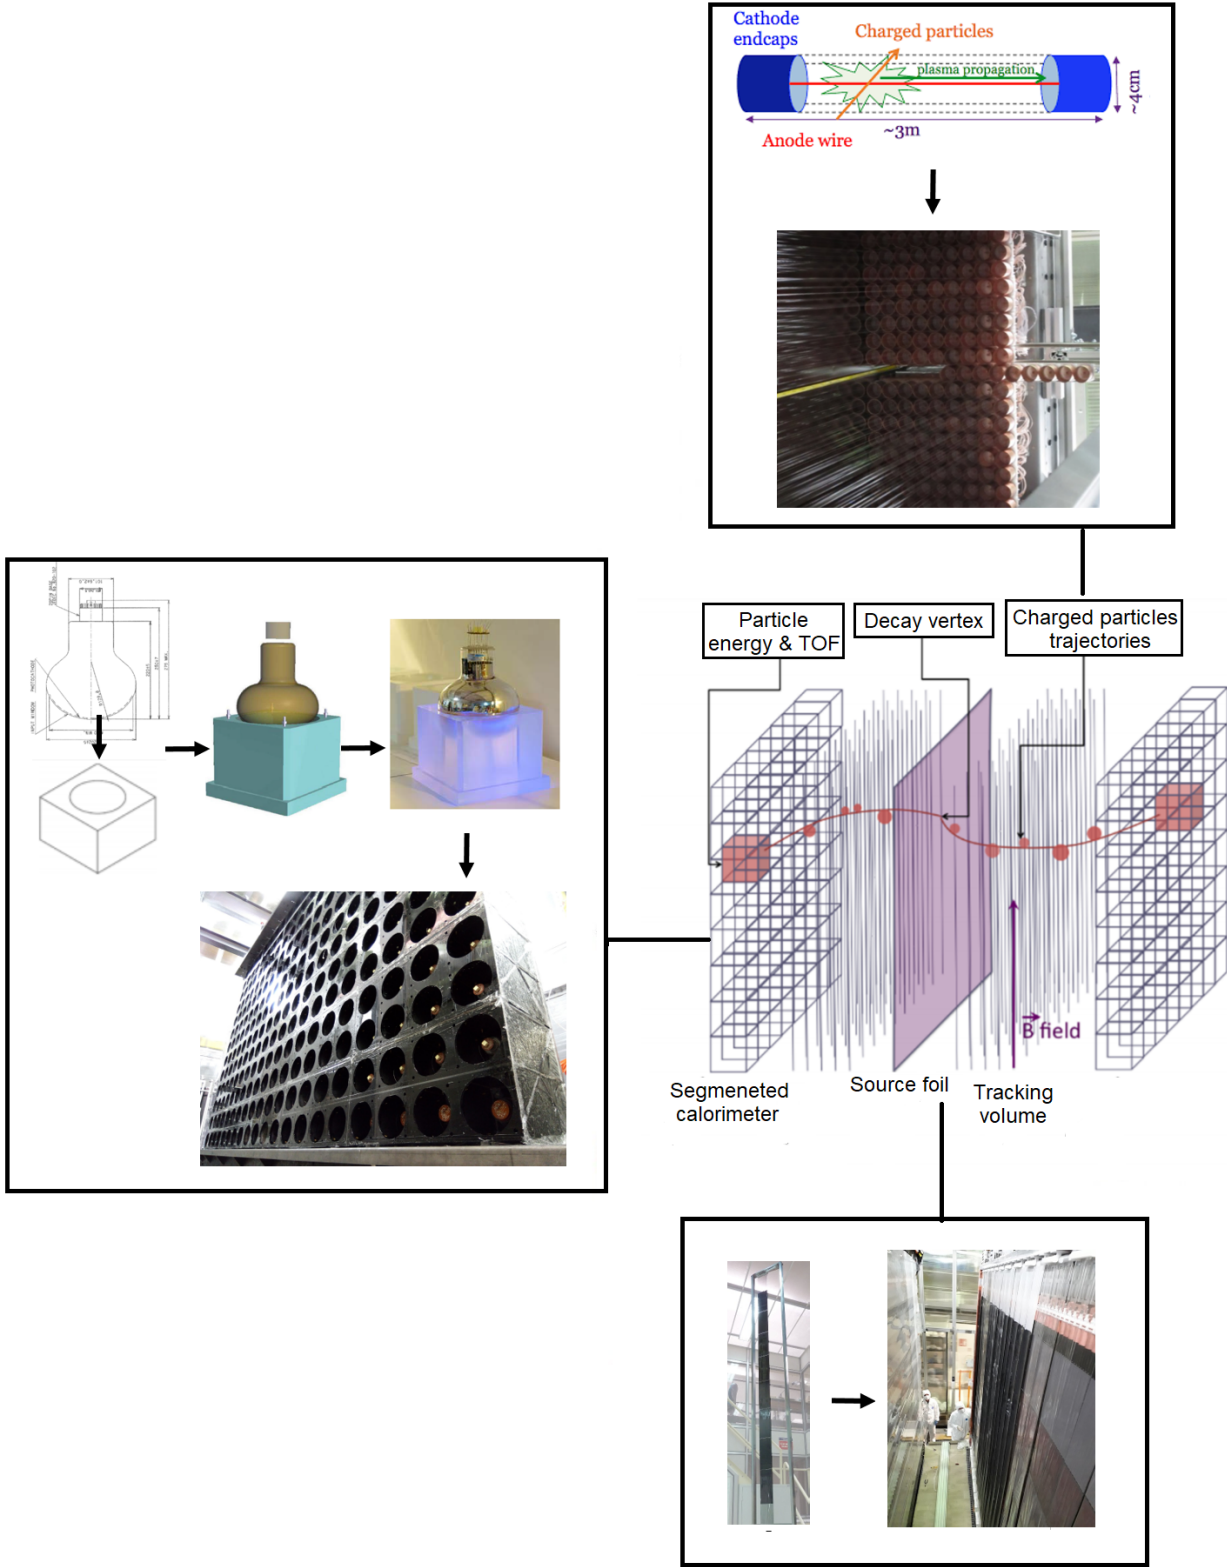 Cathode
endcaps
Charged particles
plasma propagation
~4cm
~3m
Anode wire
Particle
energy & TOF
Decay vertex
Charged particles
trajectories
B field
Segmeneted
calorimeter
Source foil
Tracking
volume